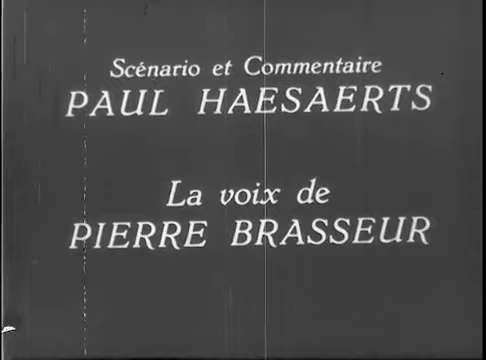 Scénario et Commentaire
PAUL HAESAERTS
La voix de
PIERRE BRASSEUR